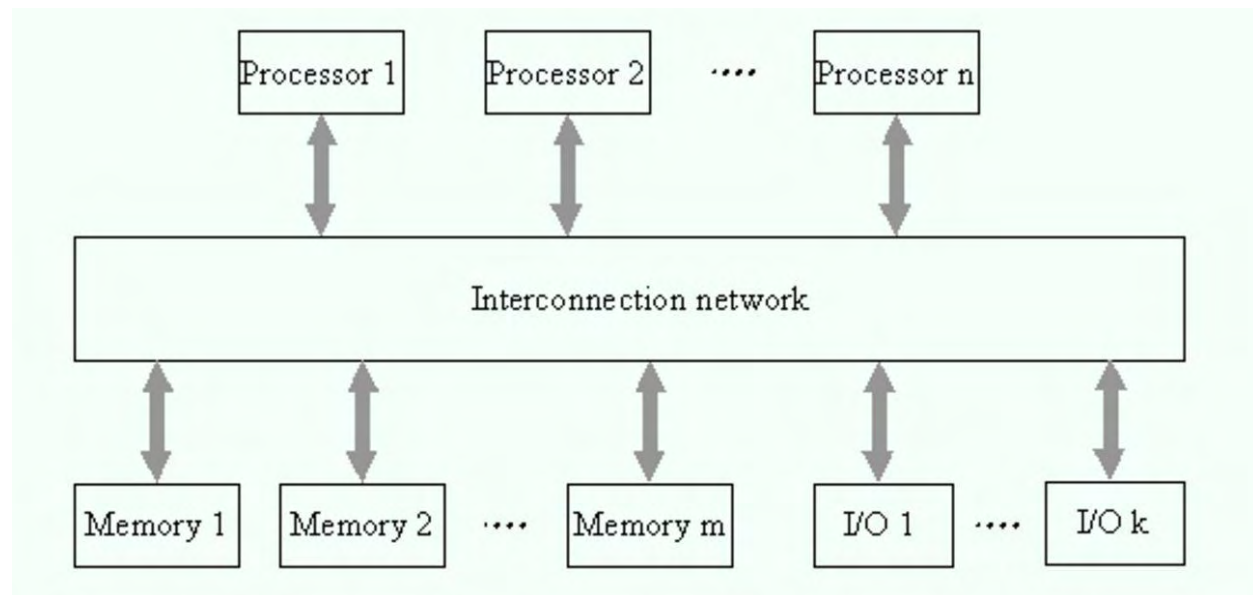 Processor 1
Processor 2
....
Processor n
Interconnection network
Memory 1
Memory 2
....
Memory m
I/O 1
....
I/O k